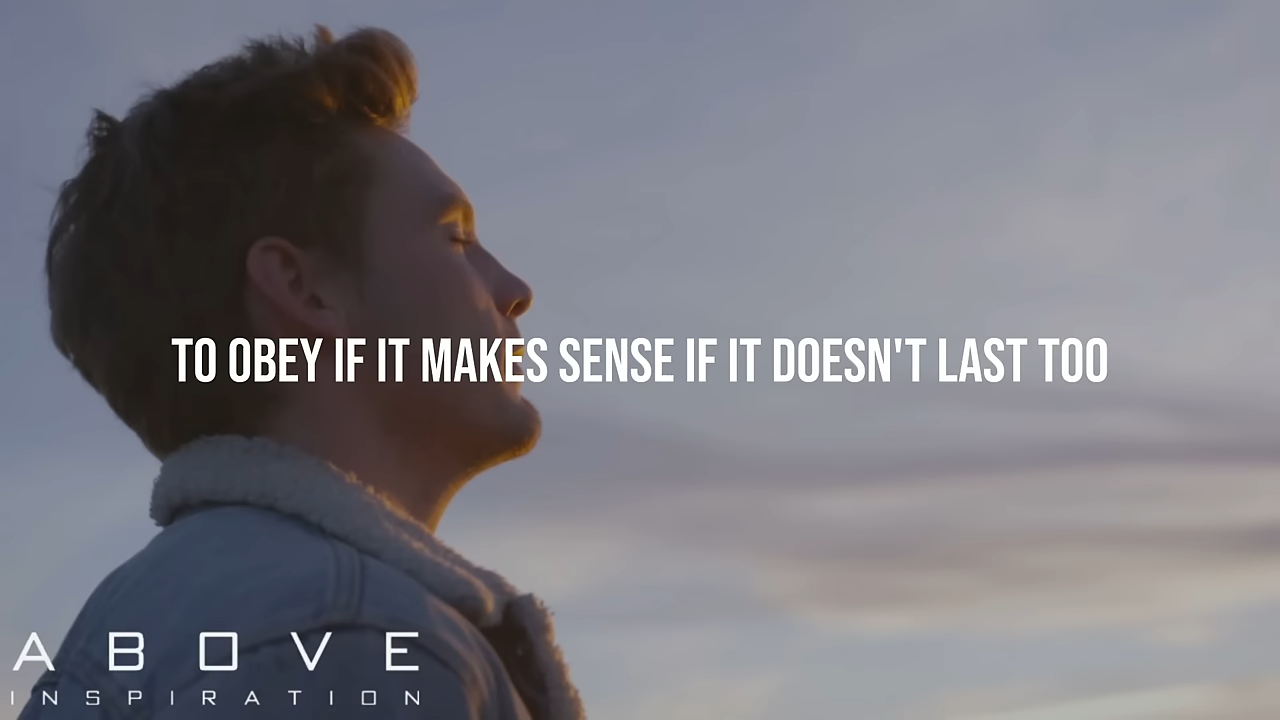 TO OBEY IF IT MAKES SENSE IF IT DOESN'T LAST TOO
ABOVE
INSPIRATION